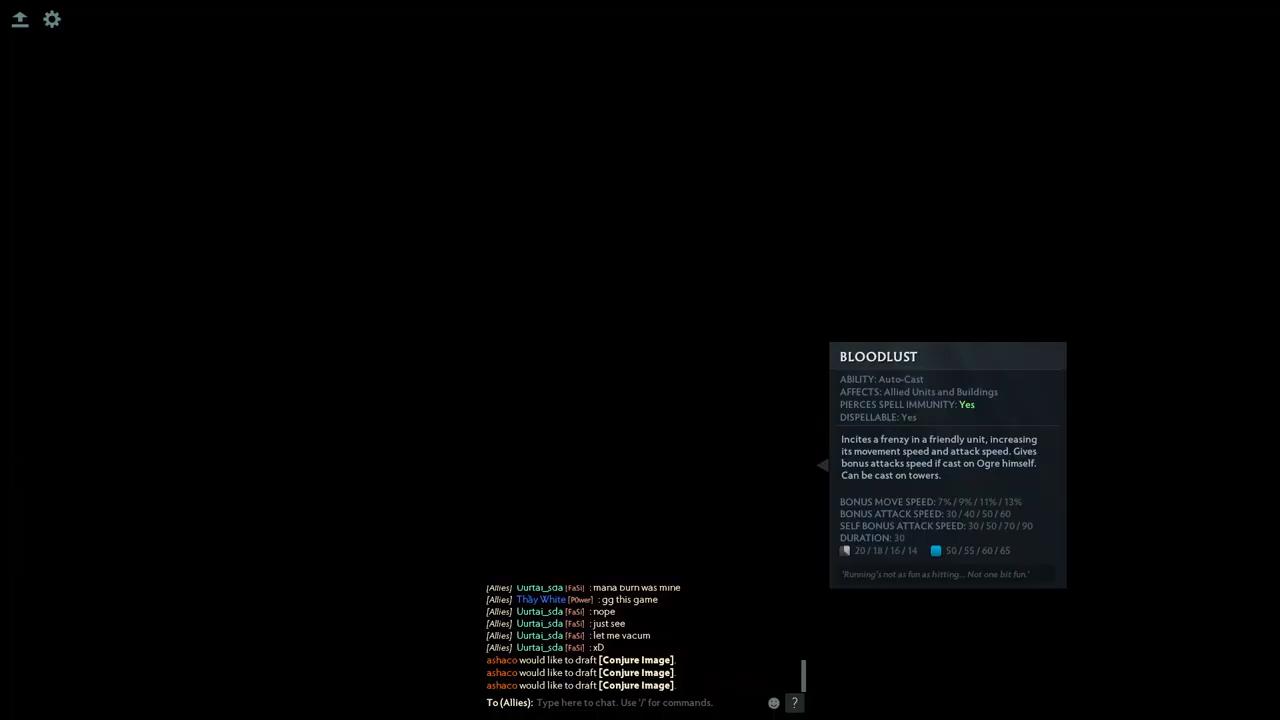 BLOODLUST
ABILITY: Auto-Cast
AFFECTS: Allied Units and Buildings
PIERCES SPELL IMMUNITY: Yes
DISPELLABLE: Yes
Incites a frenzy in a friendly unit, increasing
its movement speed and attack speed. Gives
bonus attacks speed if cast on Ogre himself.
Can be cast on towers.
BONUS MOVE SPEED: 7% / 9% / 11% / 13%
BONUS ATTACK SPEED: 30 / 40 / 50 / 60
SELF BONUS ATTACK SPEED: 30 / 50 / 70 / 90
DURATION: 30
20 / 18 / 16 / 14 50 / 55 / 60 / 65
'Running's not as fun as hitting... Not one bit fun.'
[Allies] Uurtai_sda [FaSi] : mana burn was mine
[Allies] Thầy White [P0wer] : gg this game
[Allies] Uurtai_sda [FaSi] : nope
[Allies] Uurtai_sda [FaSi] : just see
[Allies] Uurtai_sda [FaSi] : let me vacum
[Allies] Uurtai_sda [FaSi] : xD
ashaco would like to draft [Conjure Image].
ashaco would like to draft [Conjure Image].
ashaco would like to draft [Conjure Image].
To (Allies): Type here to chat. Use '/' for commands.
?